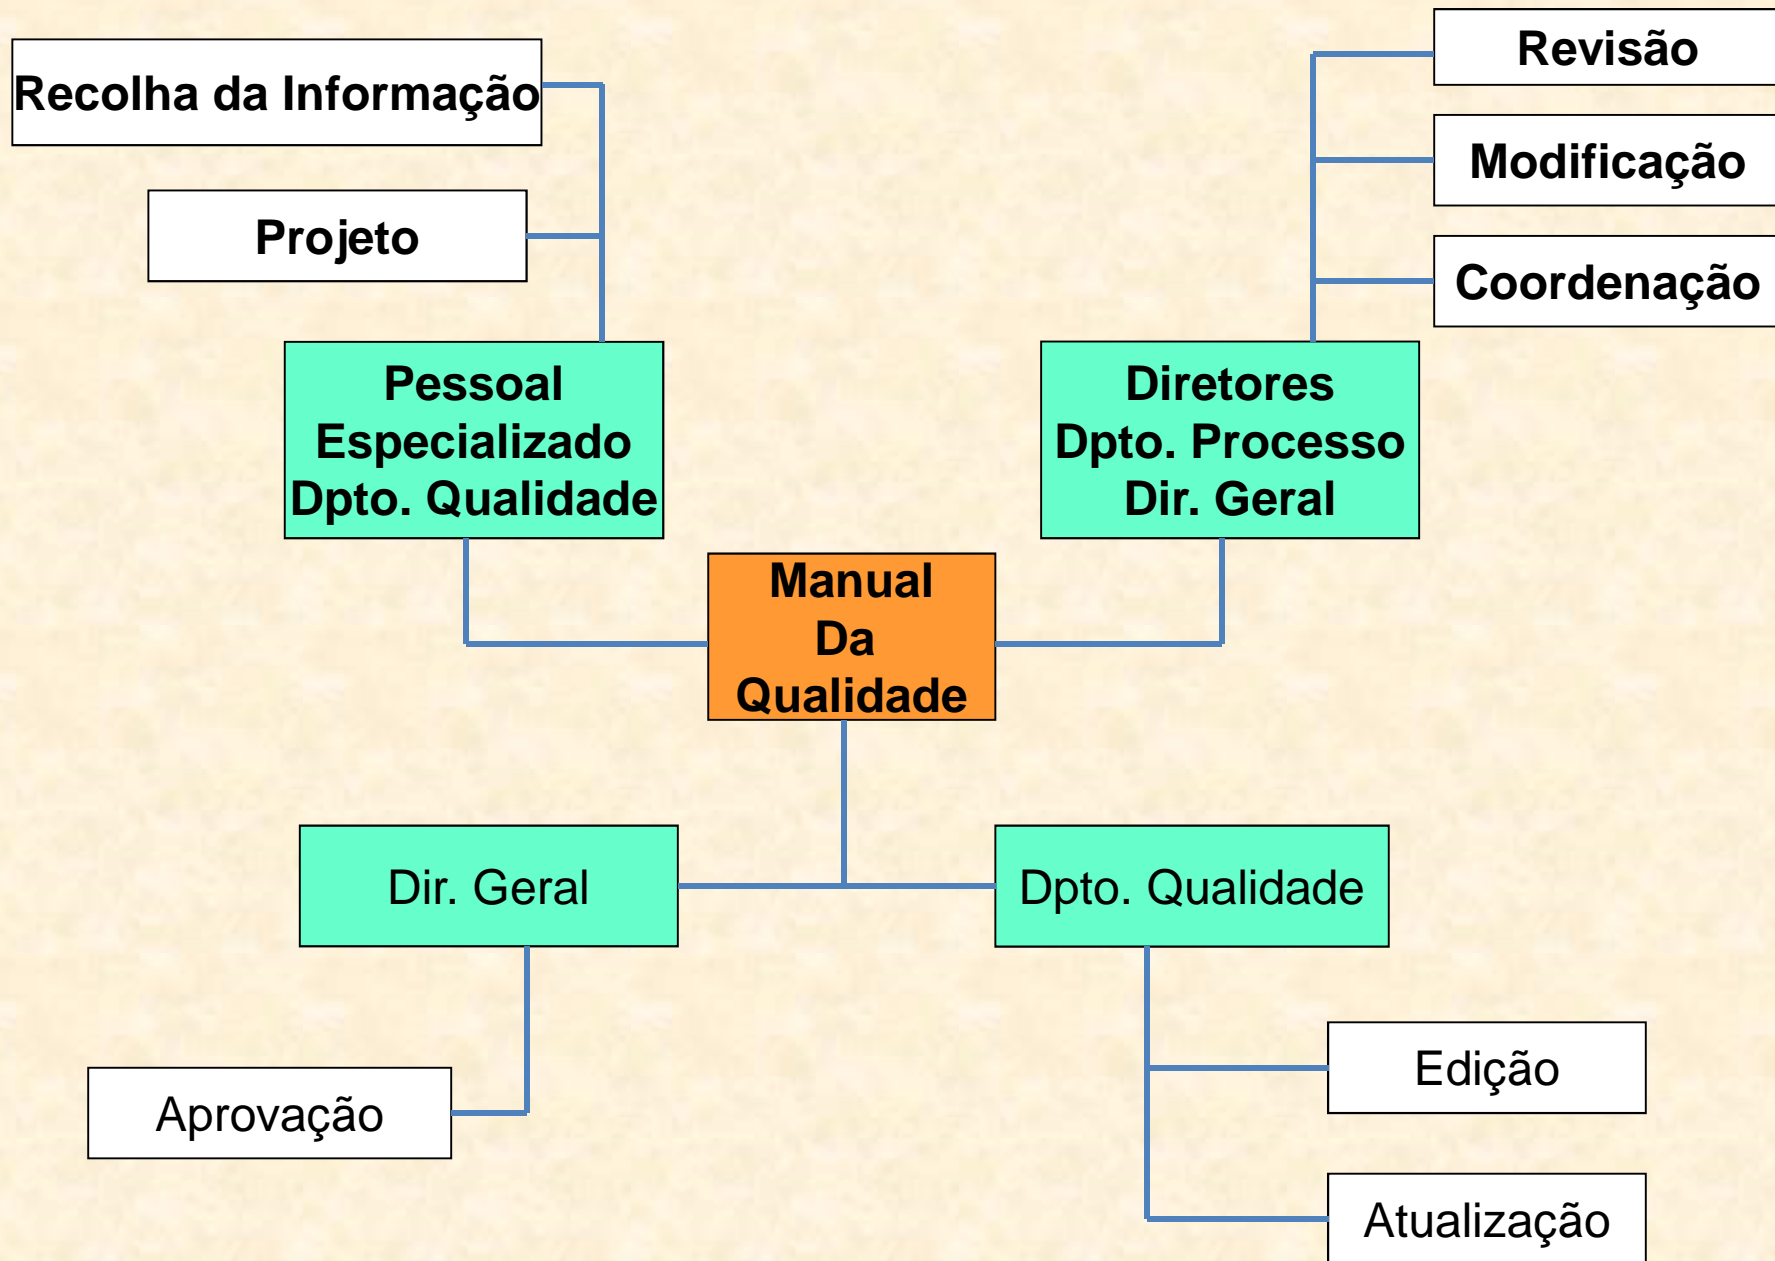 Recolha da Informação
Projeto
Pessoal
Especializado
Dpto. Qualidade
Revisão
Modificação
Coordenação
Diretores
Dpto. Processo
Dir. Geral
Manual
Da
Qualidade
Dir. Geral
Dpto. Qualidade
Aprovação
Edição
Atualização